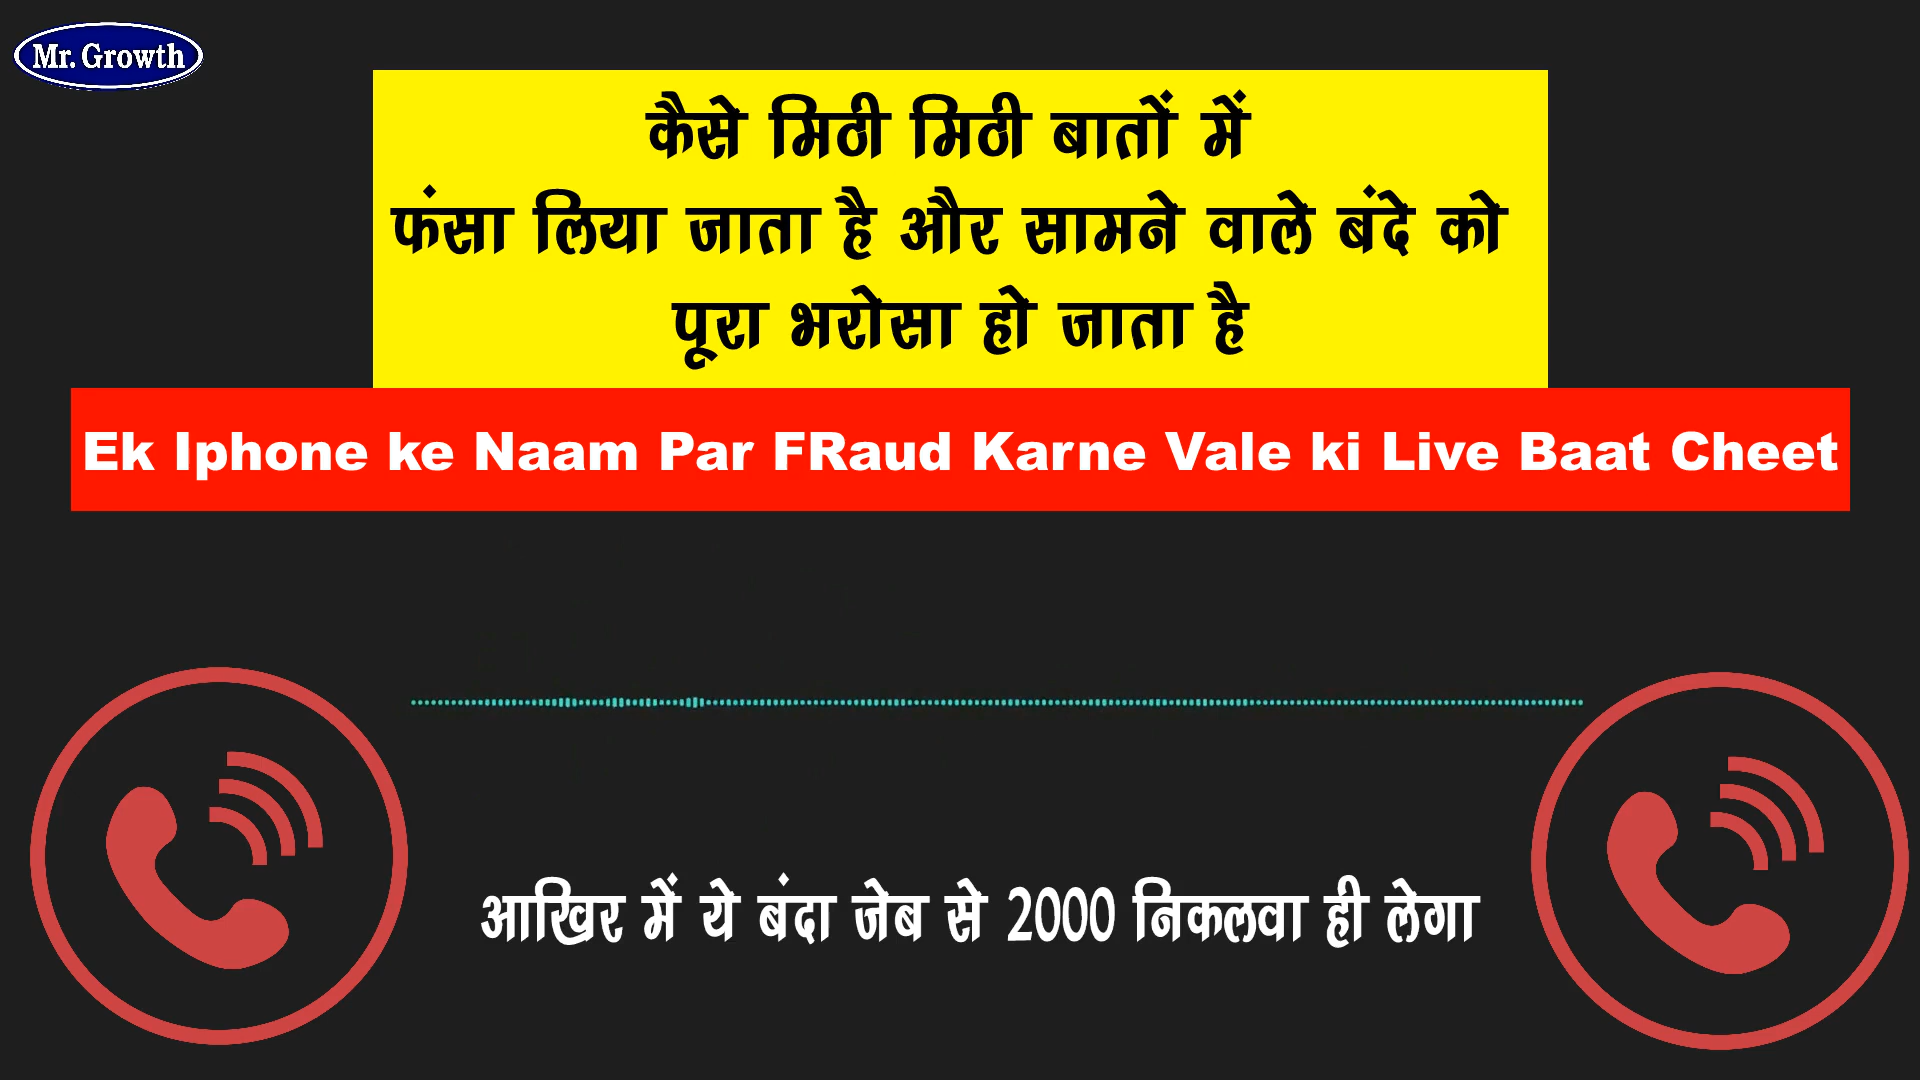 Mr. Growth
कैसे मिठी मिठी बातों में
फंसा लिया जाता है और सामने वाले बंदे को
पूरा भरोसा हो जाता है
Ek Iphone ke Naam Par FRaud Karne Vale ki Live Baat Cheet
आखिर में ये बंदा जेब से 2000 निकलवा ही लेगा